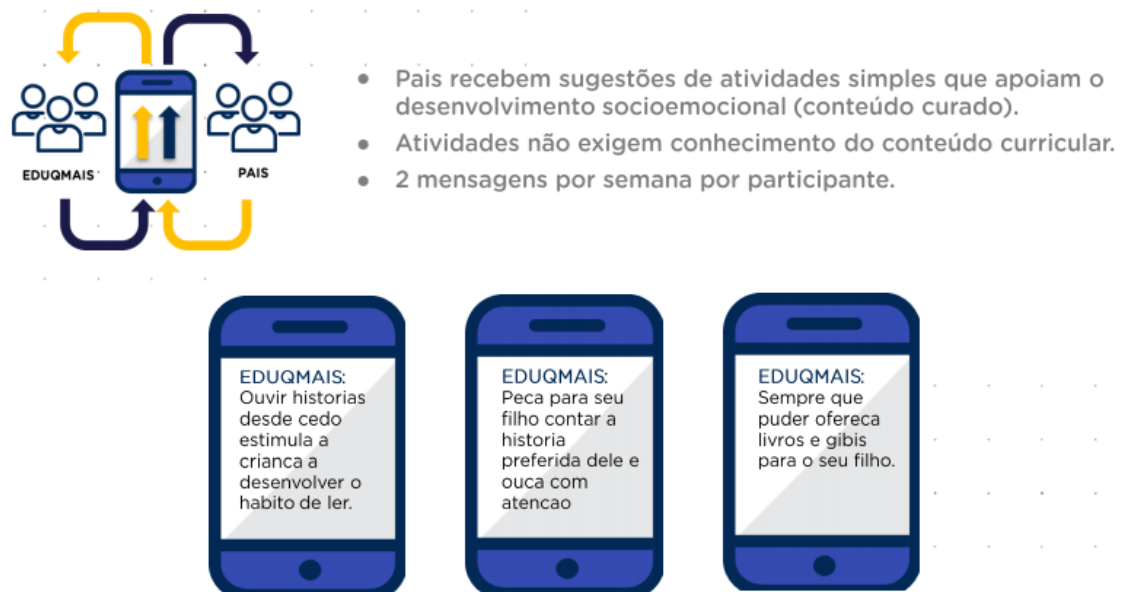 EDUQMAIS
PAIS
● Pais recebem sugestões de atividades simples que apoiam o
desenvolvimento socioemocional (conteúdo curado).
● Atividades não exigem conhecimento do conteúdo curricular.
● 2 mensagens por semana por participante.
EDUQMAIS:
Ouvir historias
desde cedo
estimula a
crianca a
desenvolver o
habito de ler.
EDUQMAIS:
Peca para seu
filho contar a
historia
preferida dele e
ouca com
atencao
EDUQMAIS:
Sempre que
puder ofereca
livros e gibis
para o seu filho.